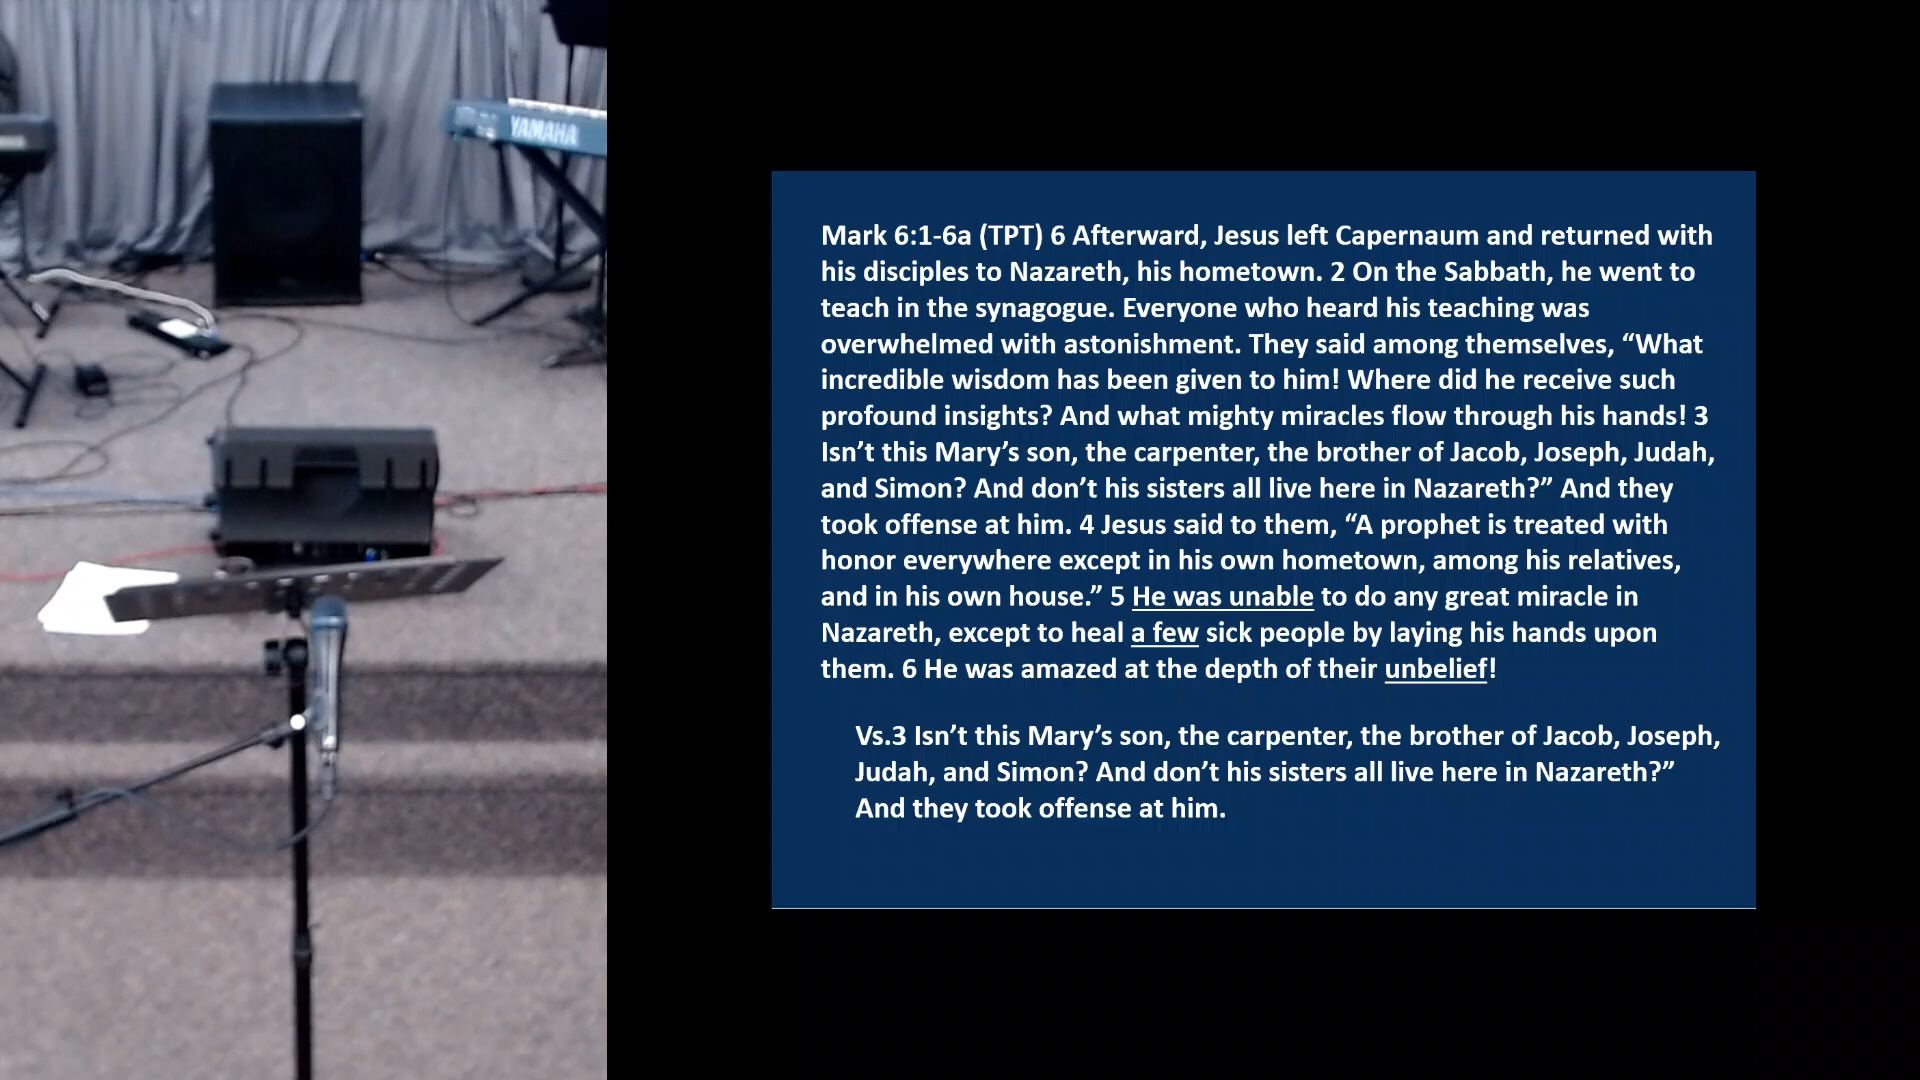 YAMAHA
Mark 6:1-6a (TPT) 6 Afterward, Jesus left Capernaum and returned with
his disciples to Nazareth, his hometown. 2 On the Sabbath, he went to
teach in the synagogue. Everyone who heard his teaching was
overwhelmed with astonishment. They said among themselves, “What
incredible wisdom has been given to him! Where did he receive such
profound insights? And what mighty miracles flow through his hands! 3
Isn’t this Mary’s son, the carpenter, the brother of Jacob, Joseph, Judah,
and Simon? And don’t his sisters all live here in Nazareth?” And they
took offense at him. 4 Jesus said to them, “A prophet is treated with
honor everywhere except in his own hometown, among his relatives,
and in his own house.” 5 He was unable to do any great miracle in
Nazareth, except to heal a few sick people by laying his hands upon
them. 6 He was amazed at the depth of their unbelief!
Vs.3 Isn’t this Mary’s son, the carpenter, the brother of Jacob, Joseph,
Judah, and Simon? And don’t his sisters all live here in Nazareth?”
And they took offense at him.